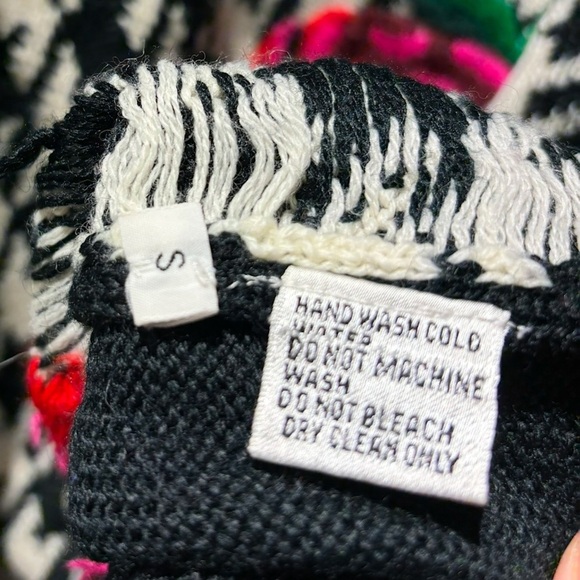 S
HAND WASH COLD
WATER
DO NOT MACHINE
WASH
DO NOT BLEACH
DRY CLEAN ONLY